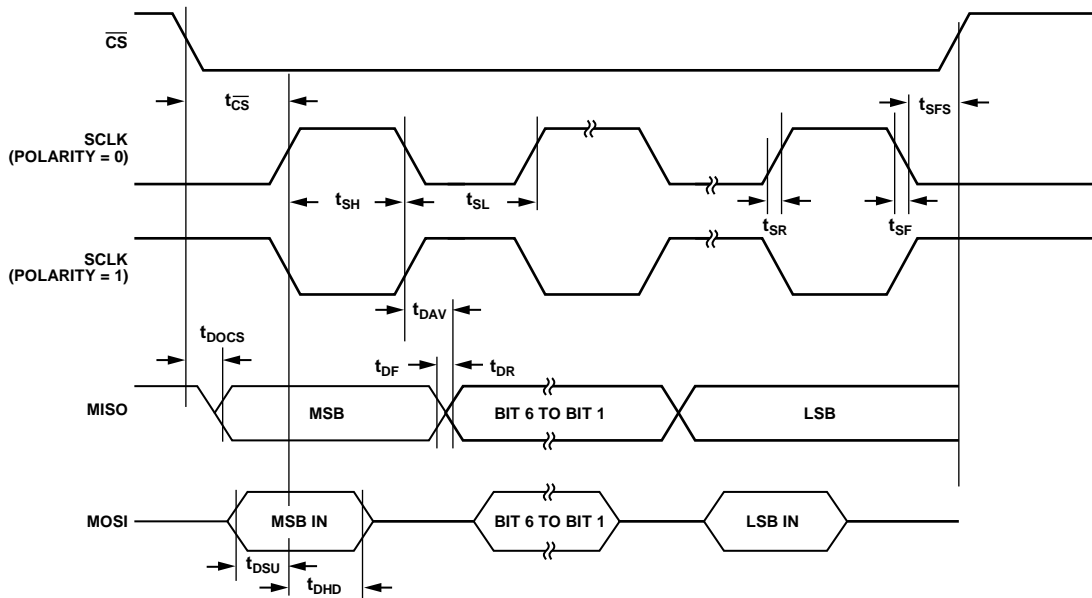 CS
tCS
tSFS
SCLK
(POLARITY = 0)
tSH
tSL
tSR
tSF
SCLK
(POLARITY = 1)
tDAV
tDOCS
tDF
tDR
MISO
MSB
BIT 6 TO BIT 1
LSB
MOSI
MSB IN
BIT 6 TO BIT 1
LSB IN
tDSU
tDHD